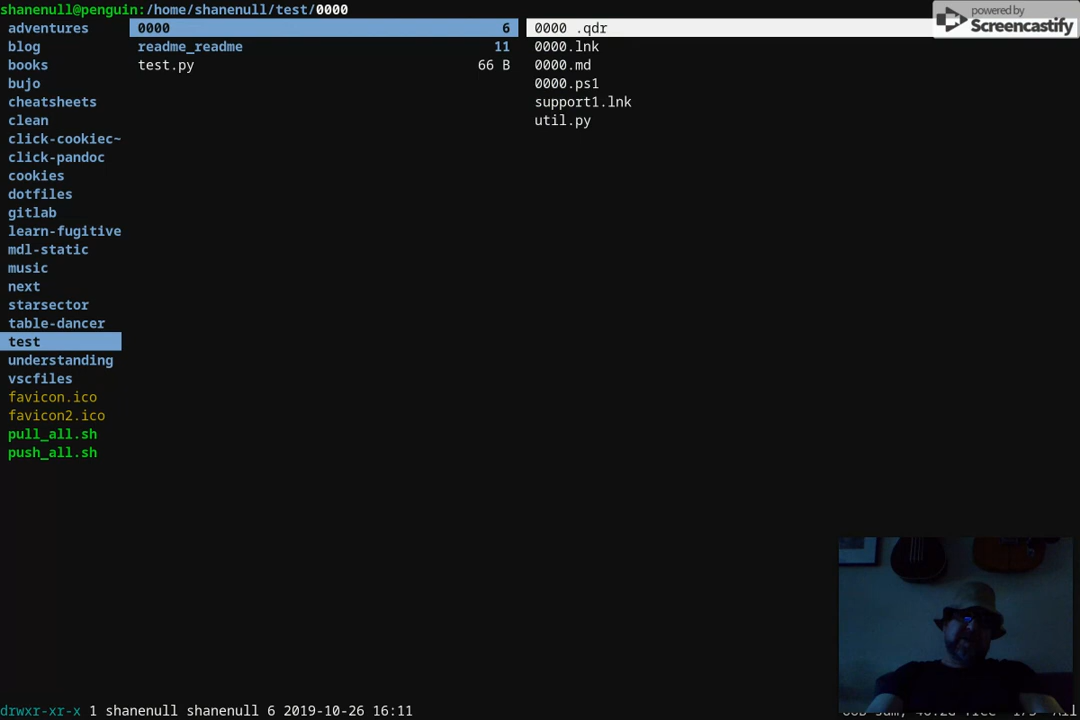 shanenull@penguin:/home/shanenull/test/0000
powered by
Screencastify
adventures
blog
books
bujo
cheatsheets
clean
click-cookiec~
click-pandoc
cookies
dotfiles
gitlab
learn-fugitive
mdl-static
music
next
starsector
table-dancer
test
understanding
vscfiles
favicon.ico
favicon2.ico
pull_all.sh
push_all.sh
0000 6
readme_readme 11
test.py 66 B
0000 .qdr
0000.lnk
0000.md
0000.ps1
support1.lnk
util.py
drwxr-xr-x 1 shanenull shanenull 6 2019-10-26 16:11